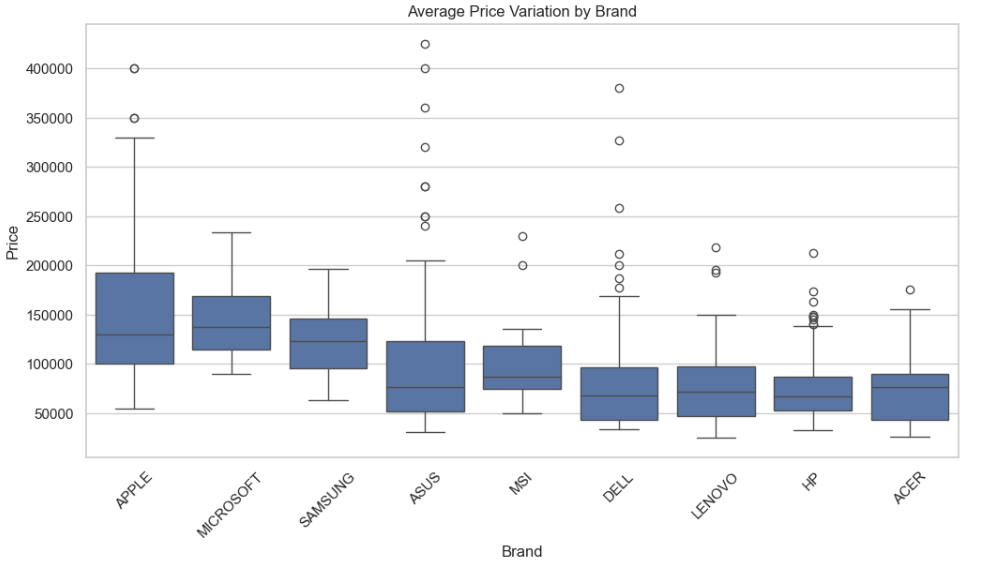 Average Price Variation by Brand
400000
350000
300000
250000
200000
150000
100000
50000
Price
APPLE
MICROSOFT
SAMSUNG
ASUS
MSI
DELL
LENOVO
HP
ACER
Brand